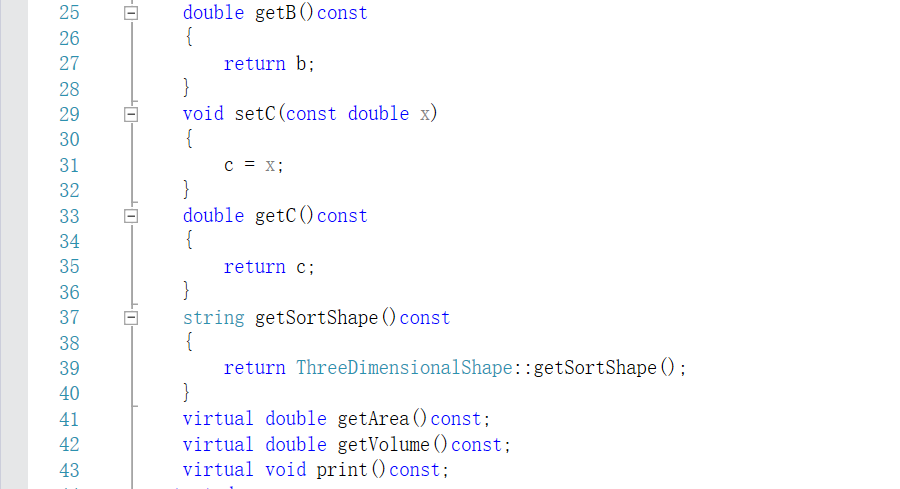 25 double getB()const
26 {
27 return b;
28 }
29 void setC(const double x)
30 {
31 c = x;
32 }
33 double getC()const
34 {
35 return c;
36 }
37 string getSortShape()const
38 {
39 return ThreeDimensionalShape::getSortShape();
40 }
41 virtual double getArea()const;
42 virtual double getVolume()const;
43 virtual void print()const;